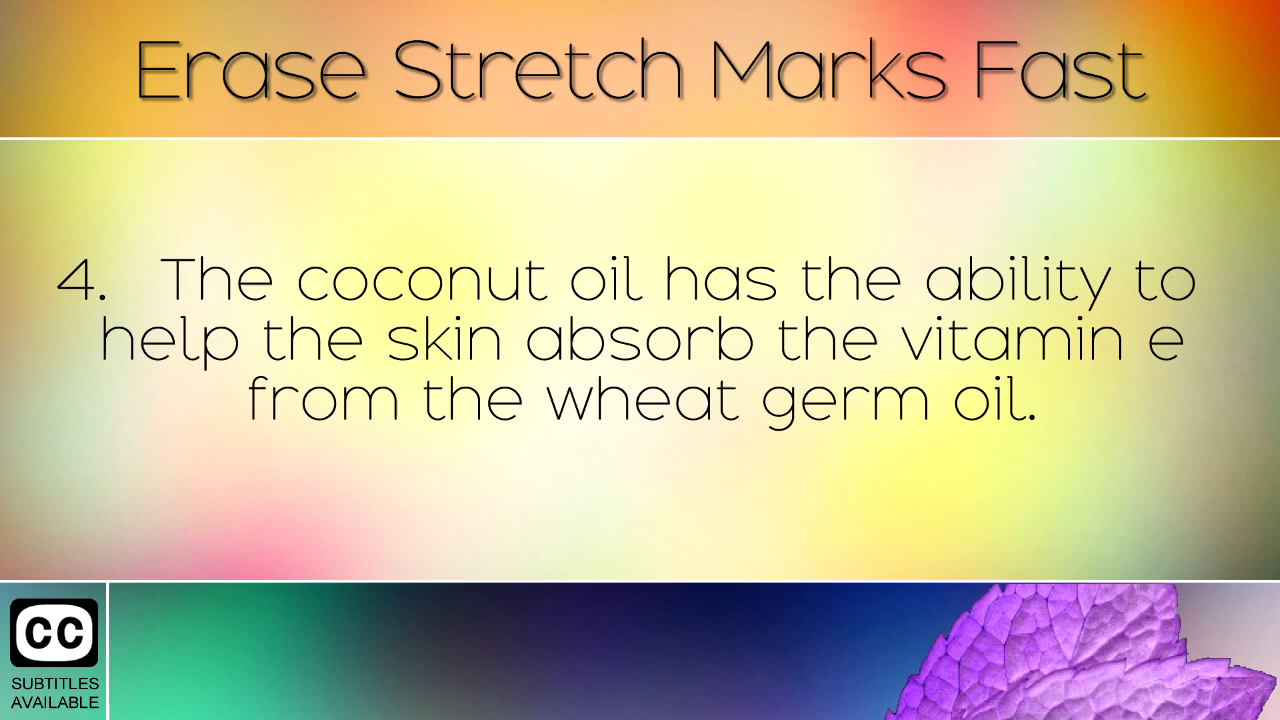 Erase Stretch Marks Fast
4. The coconut oil has the ability to
help the skin absorb the vitamin e
from the wheat germ oil.
CC
SUBTITLES
AVAILABLE